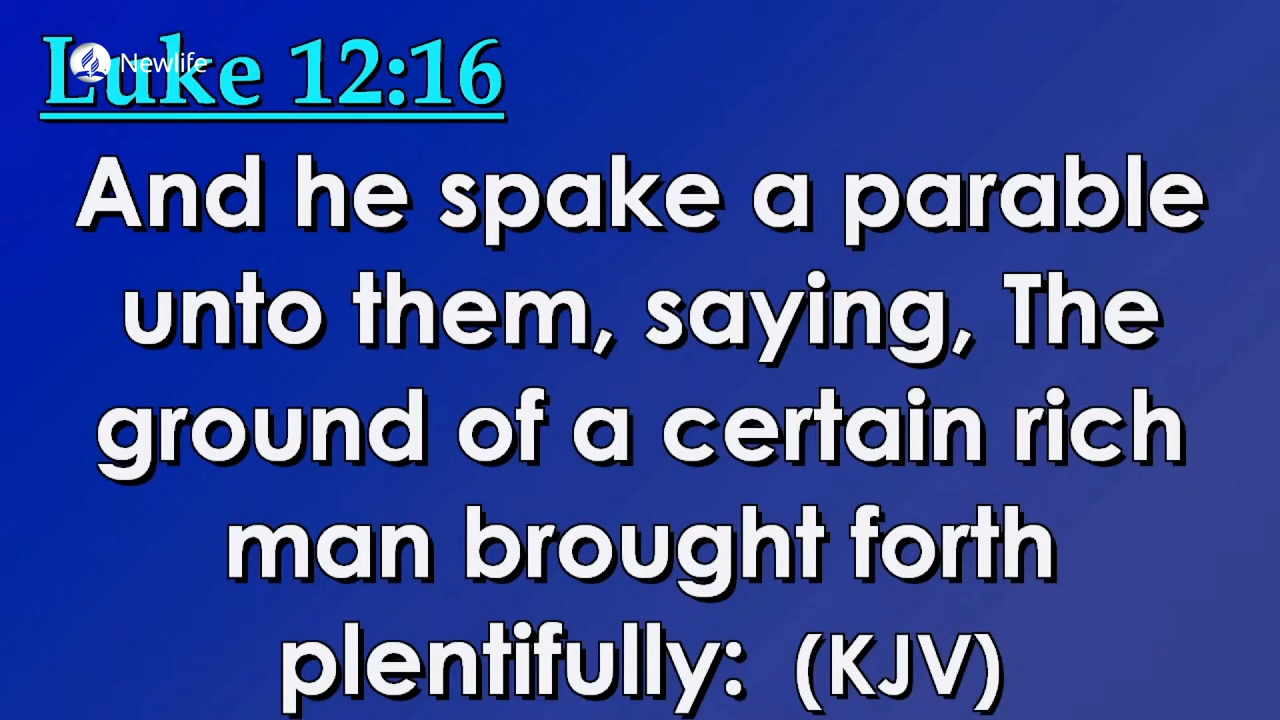 Luke 12:16
Newlife
And he spake a parable
unto them, saying, The
ground of a certain rich
man brought forth
plentifully: (KJV)